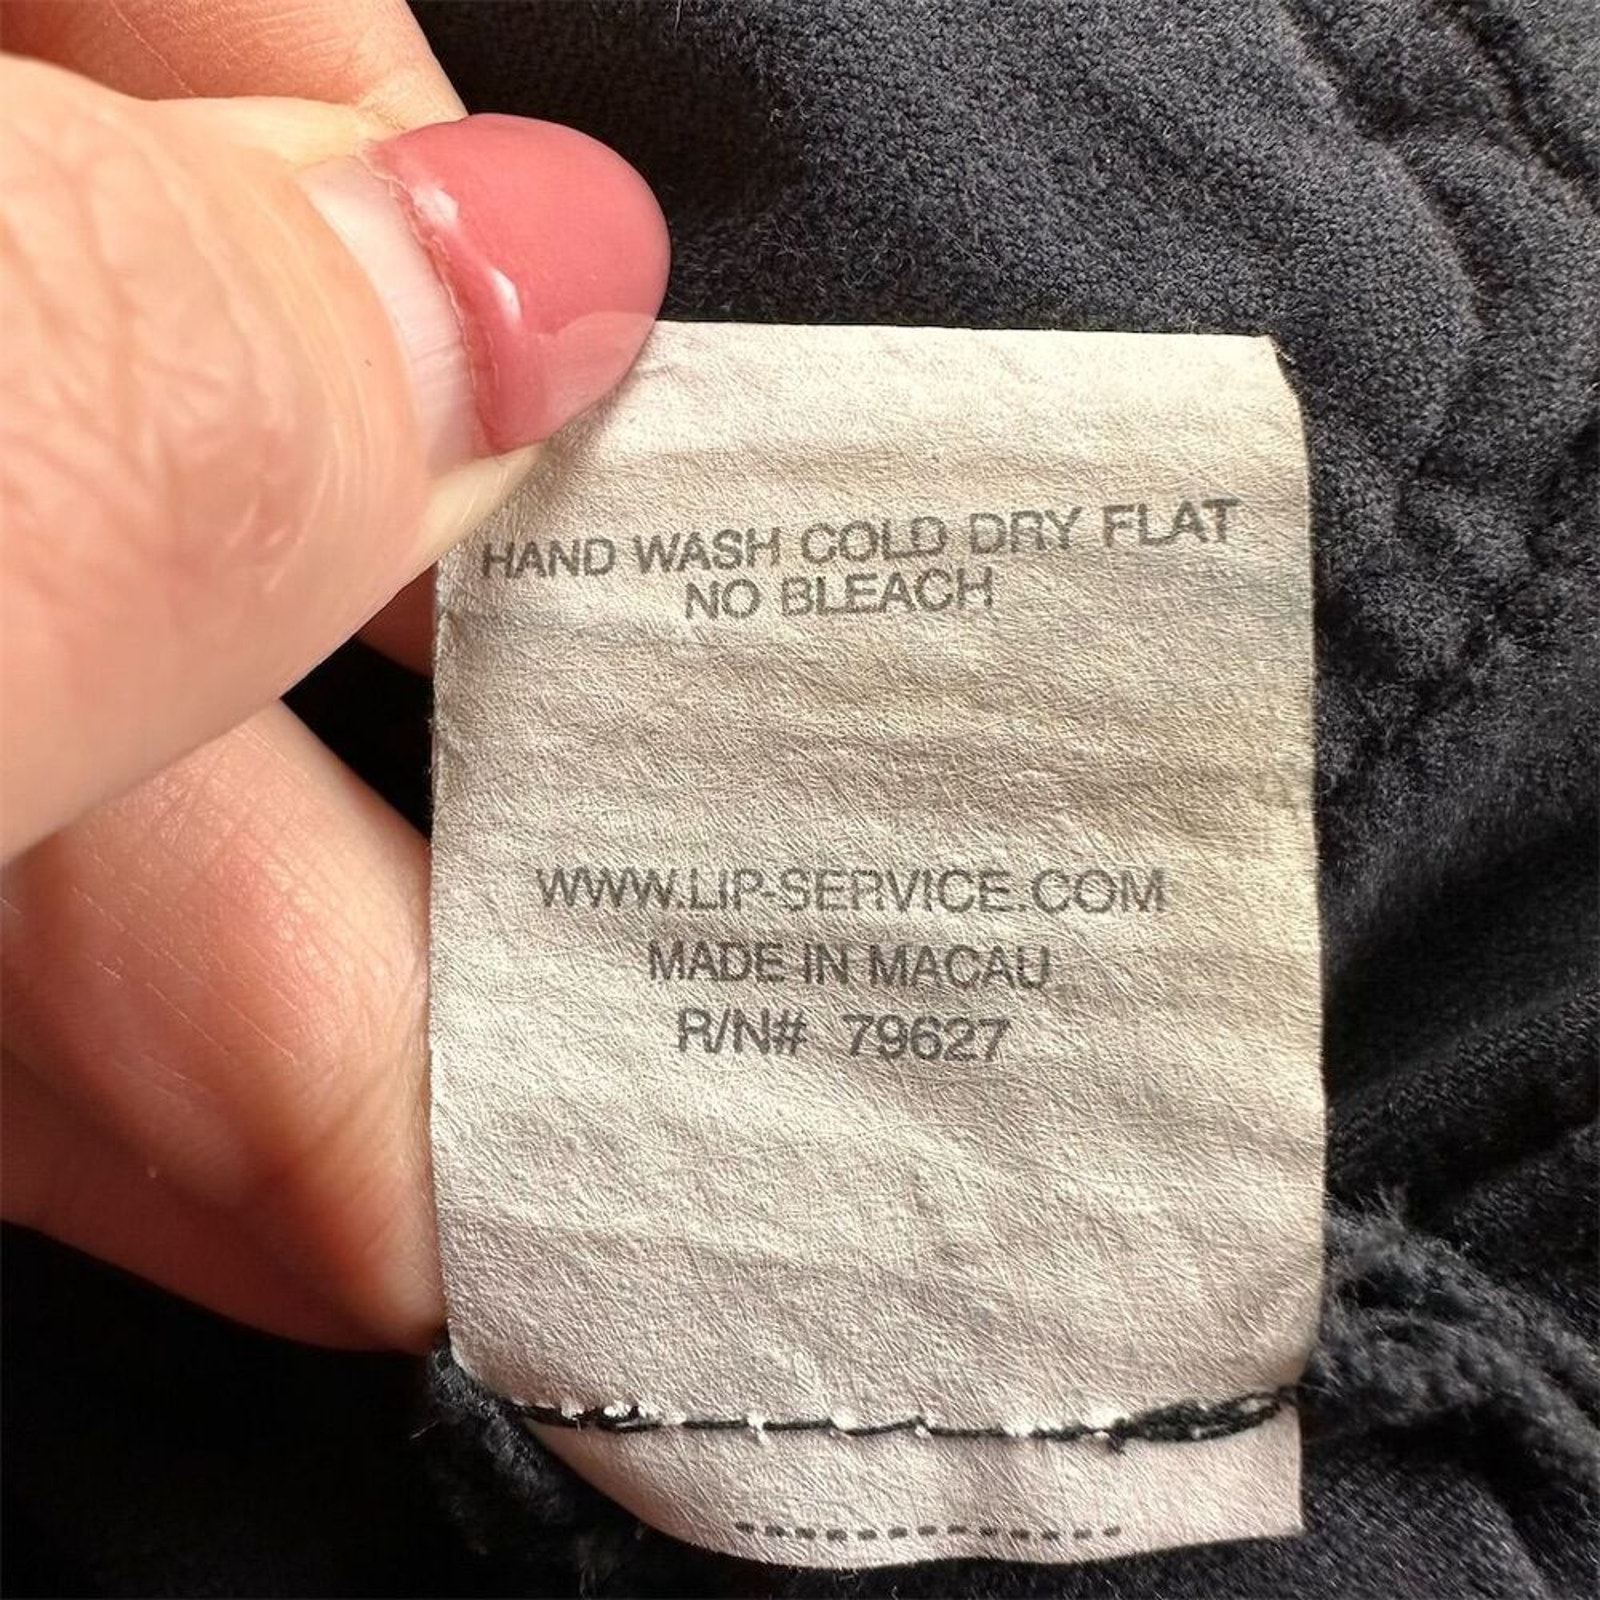 HAND WASH COLD DRY FLAT
NO BLEACH
WWW.LIP-SERVICE.COM
MADE IN MACAU
R/N# 79627